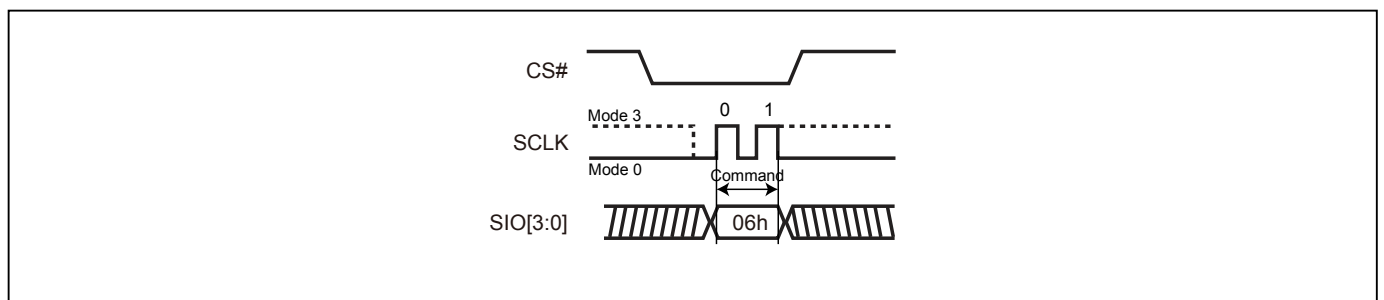 CS#
Mode 3
0 1
SCLK
Mode 0
Command
SIO[3:0]
06h